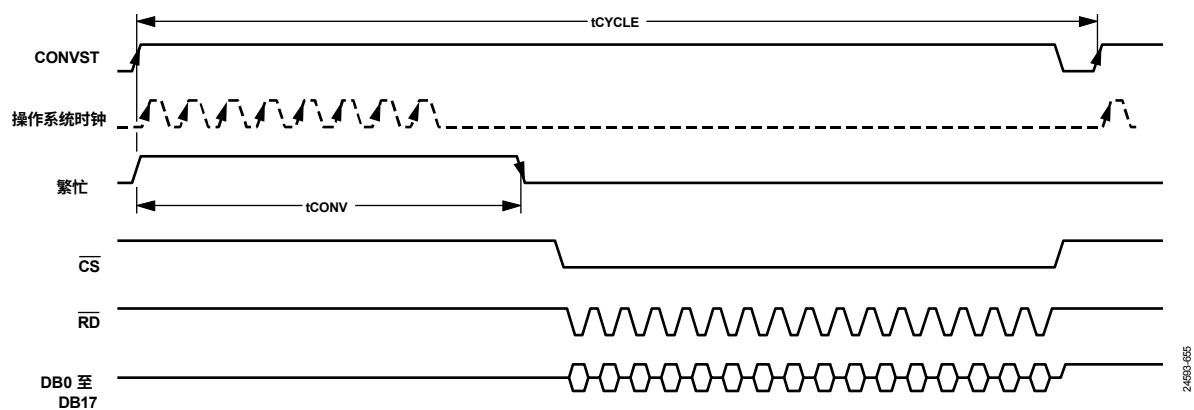 tCYCLE
CONVST
操作系统时钟
繁忙
tCONV
CS
RD
DB0 至
DB17
24593-655